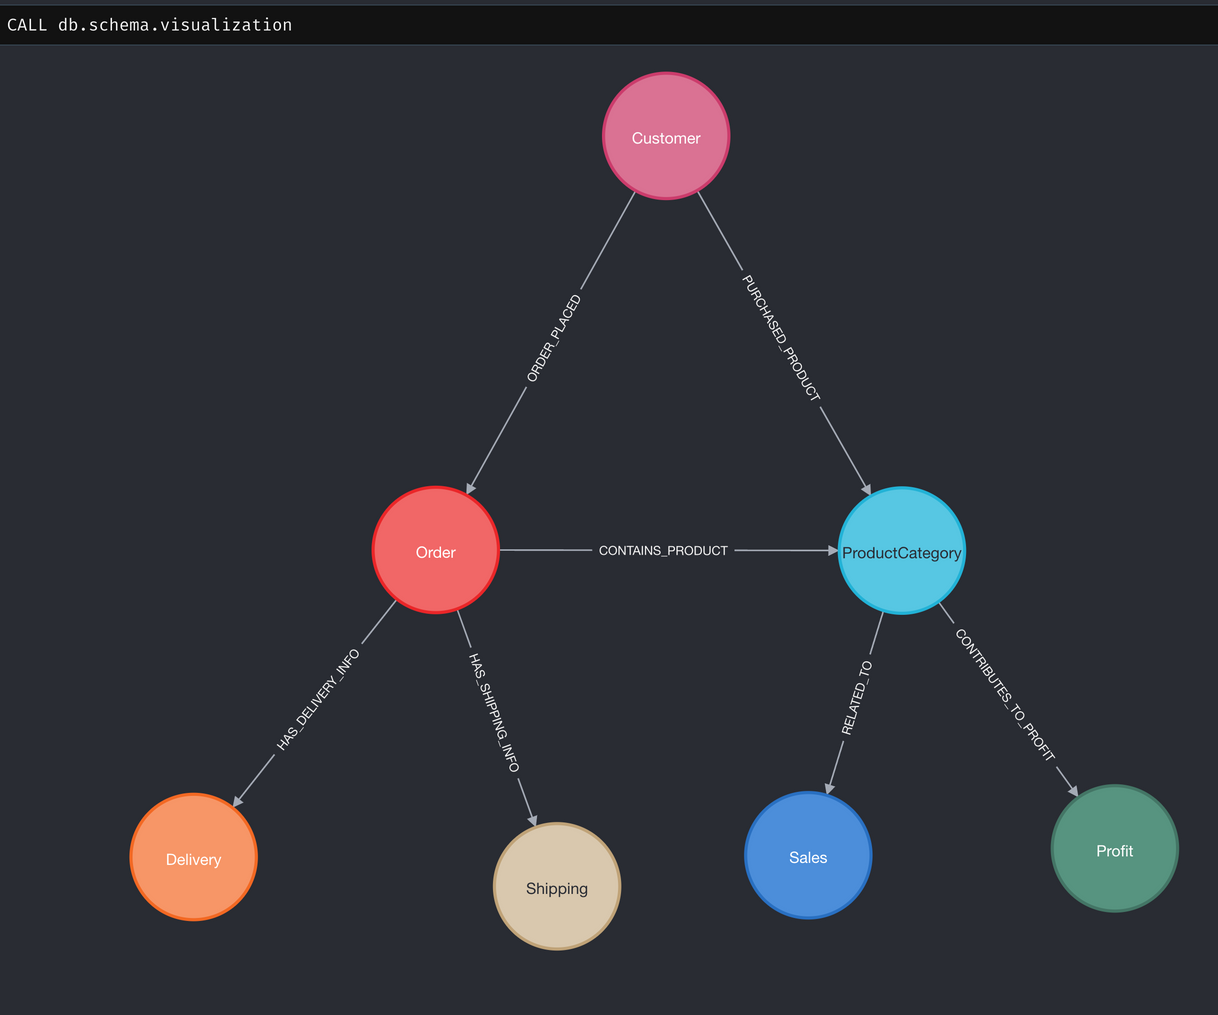 CALL db.schema.visualization
Customer
ORDER_PLACED
PURCHASED_PRODUCT
Order
CONTAINS_PRODUCT
ProductCategory
HAS_DELIVERY_INFO
HAS_SHIPPING_INFO
RELATED_TO
CONTRIBUTES_TO_PROFIT
Delivery
Shipping
Sales
Profit